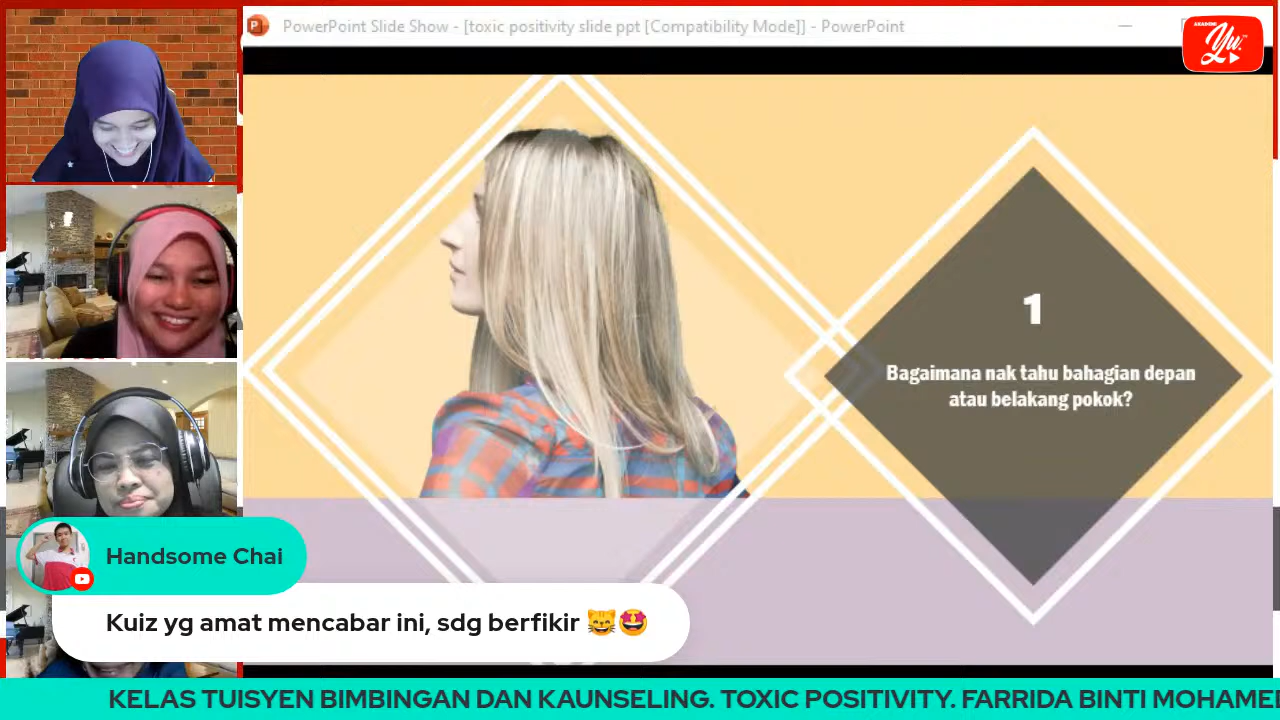 PowerPoint Slide Show - [toxic positivity slide ppt [Compatibility Mode]] - PowerPoint
AKADEMI
Yu
1
Bagaimana nak tahu bahagian depan
atau belakang pokok?
Handsome Chai
Kuiz yg amat mencabar ini, sdg berfikir 😸🤩
KELAS TUISYEN BIMBINGAN DAN KAUNSELING. TOXIC POSITIVITY. FARRIDA BINTI MOHAME